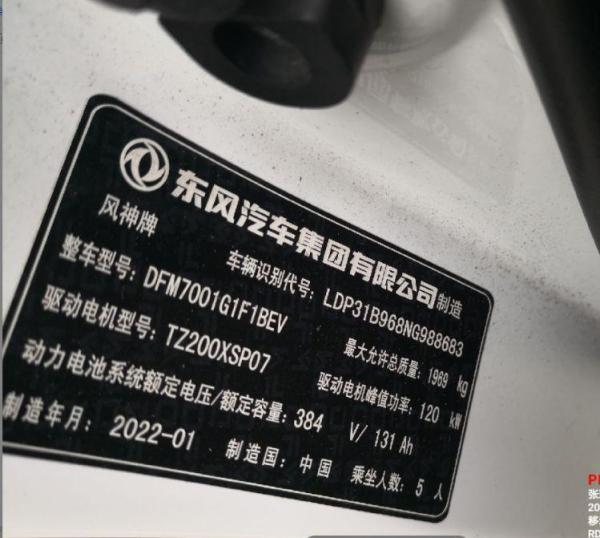 东风汽车集团有限公司制造
风神牌 车辆识别代号：LDP31B968NG988683
整车型号：DFM7001G1F1BEV 最大允许总质量：1969 kg
驱动电机型号：TZ200XSP07 驱动电机峰值功率：120 kW
动力电池系统额定电压/额定容量：384 V/ 131 Ah
制造年月：2022-01 制造国：中国 乘坐人数：5 人